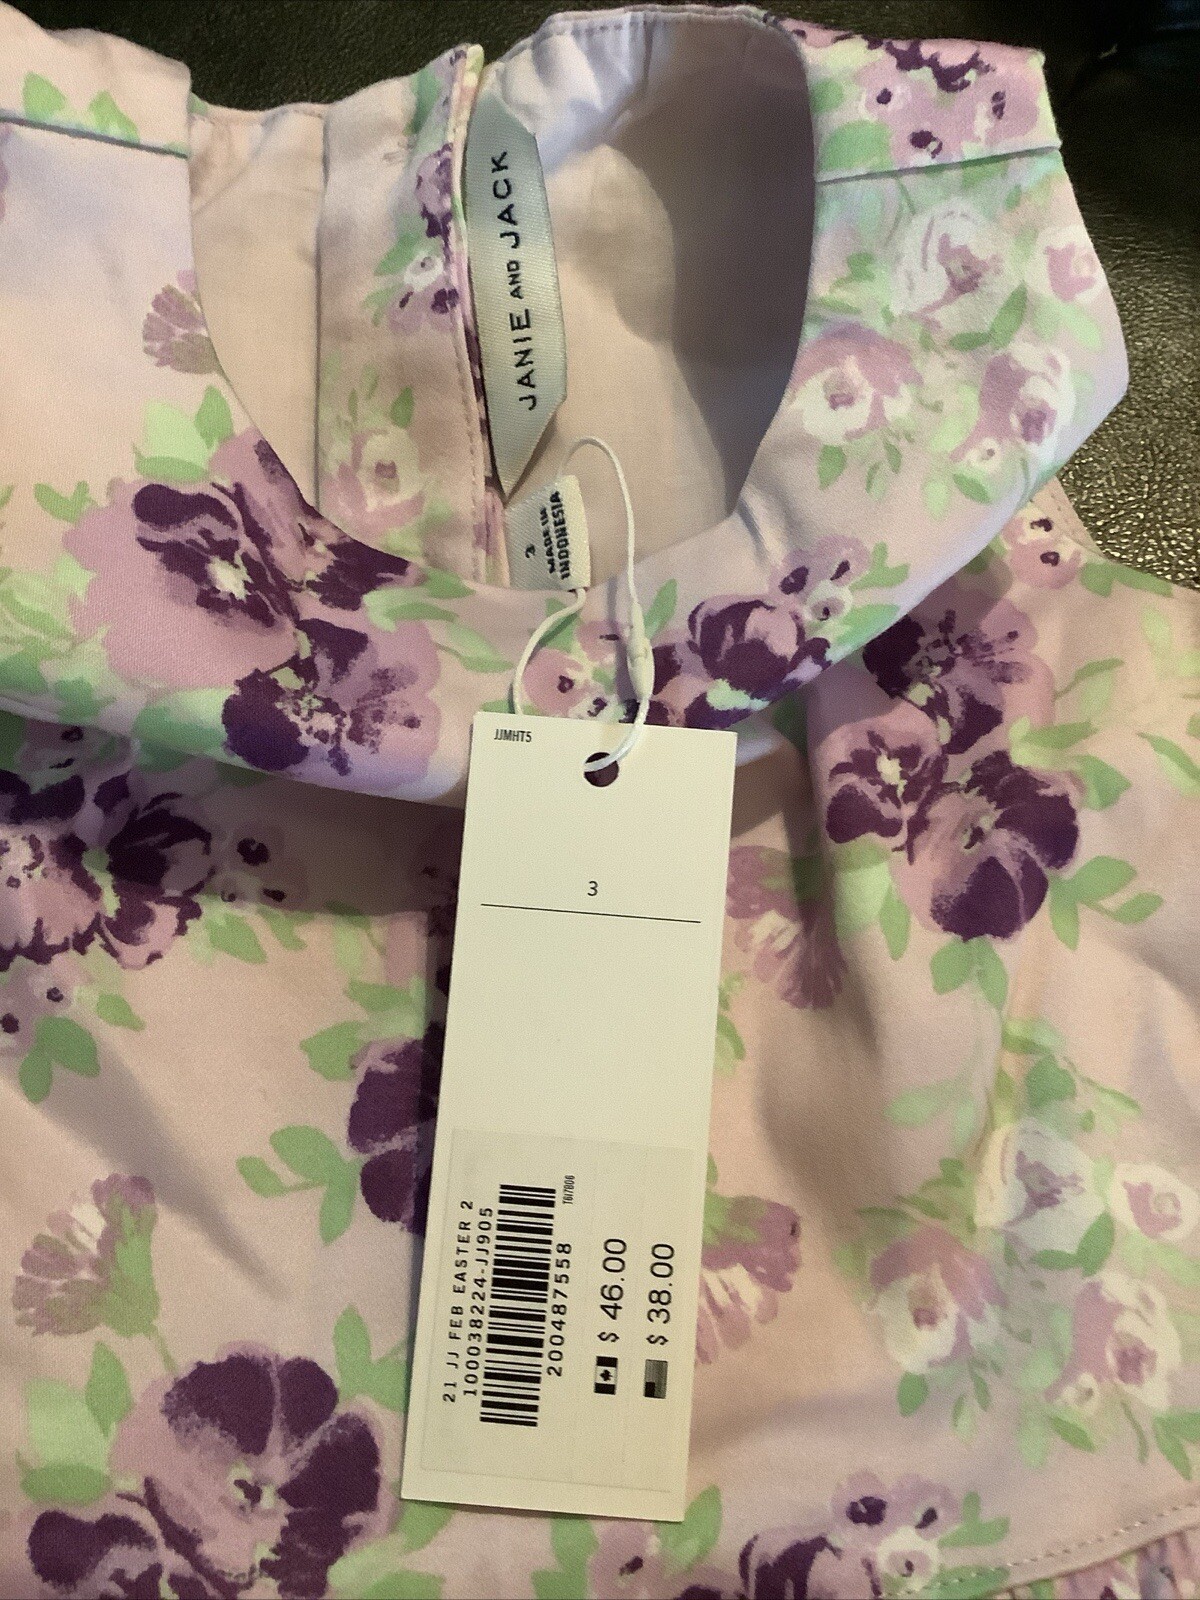 JANIE AND JACK
3
MADE IN
INDONESIA
JJMHT5
3
21 JJ FEB EASTER 2
100038224-JJ905
200487558
T6I7B06
$ 46.00
$ 38.00